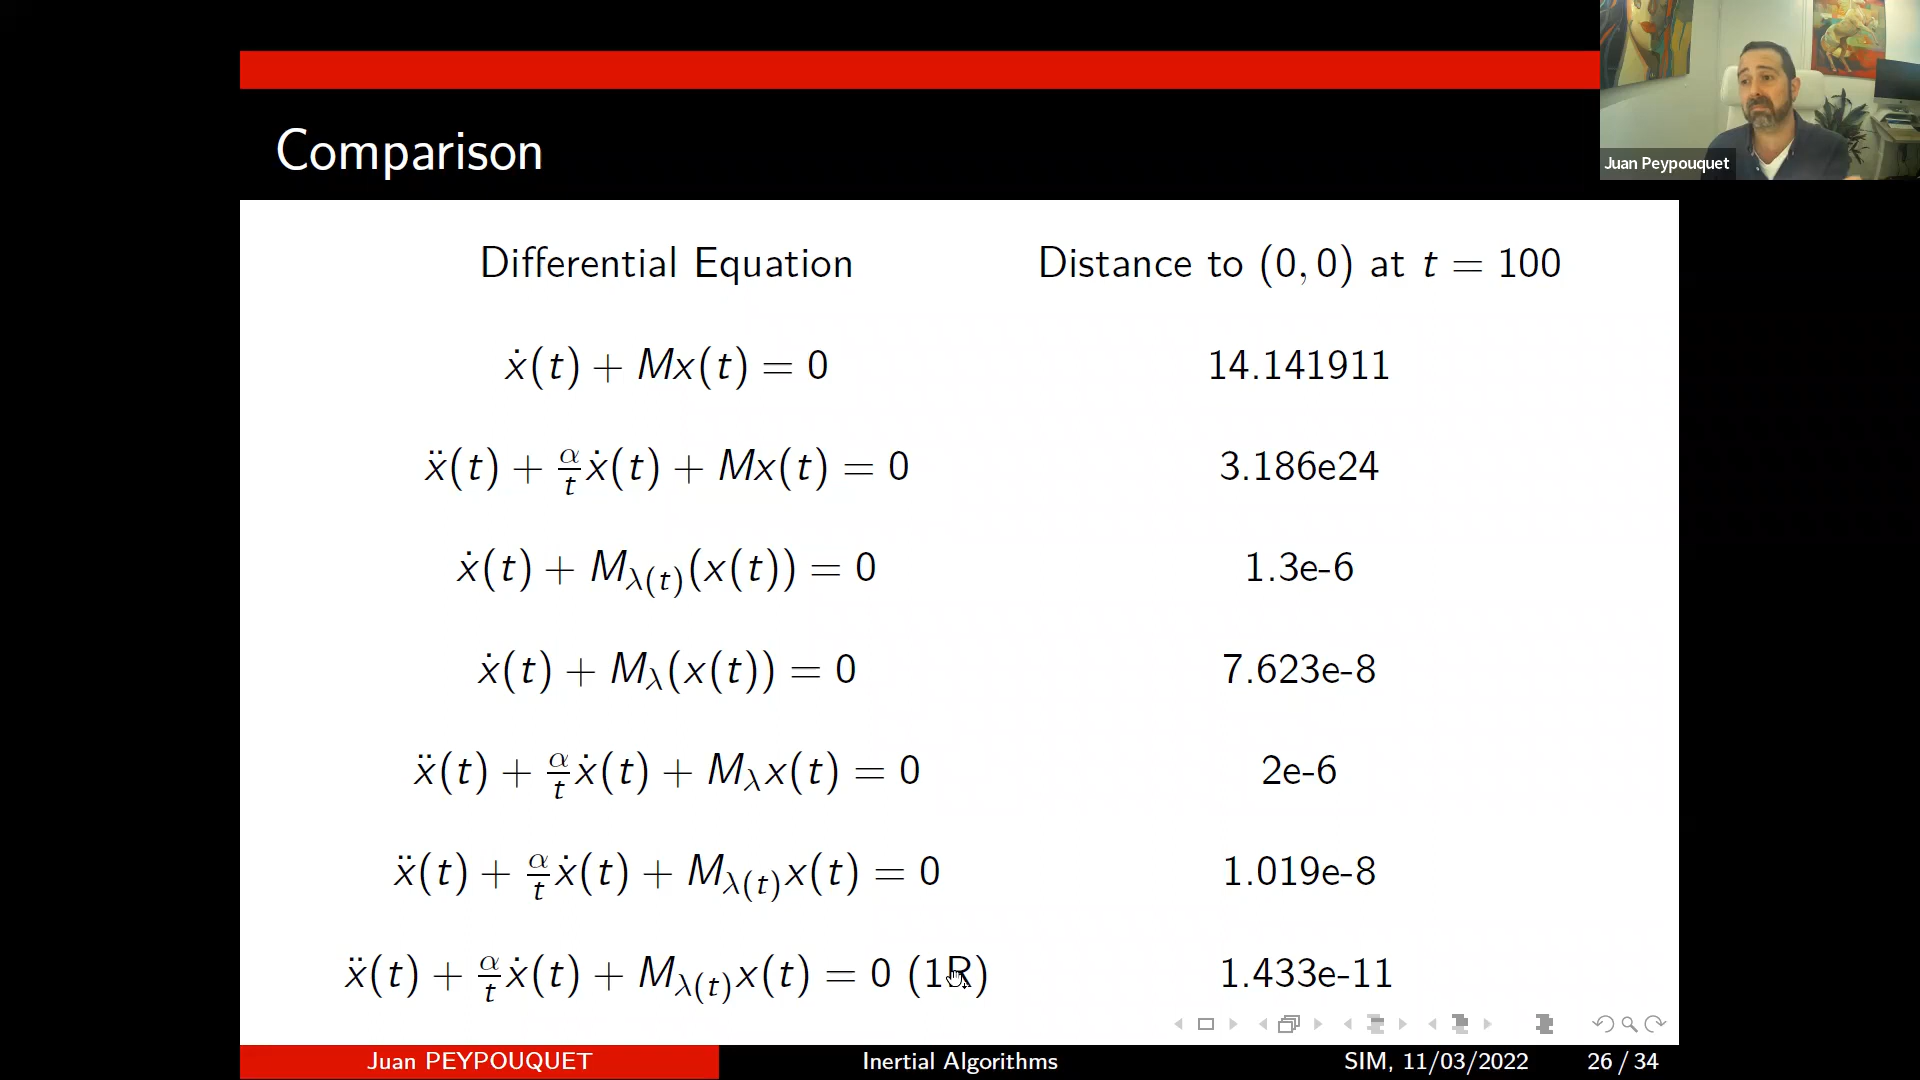 Comparison
Juan Peypouquet
Differential Equation Distance to (0, 0) at t = 100
ẋ(t) + Mx(t) = 0 14.141911
ẍ(t) + α/t ẋ(t) + Mx(t) = 0 3.186e24
ẋ(t) + M_λ(t)(x(t)) = 0 1.3e-6
ẋ(t) + M_λ(x(t)) = 0 7.623e-8
ẍ(t) + α/t ẋ(t) + M_λx(t) = 0 2e-6
ẍ(t) + α/t ẋ(t) + M_λ(t)x(t) = 0 1.019e-8
ẍ(t) + α/t ẋ(t) + M_λ(t)x(t) = 0 (1R) 1.433e-11
Juan PEYPOUQUET Inertial Algorithms SIM, 11/03/2022 26 / 34